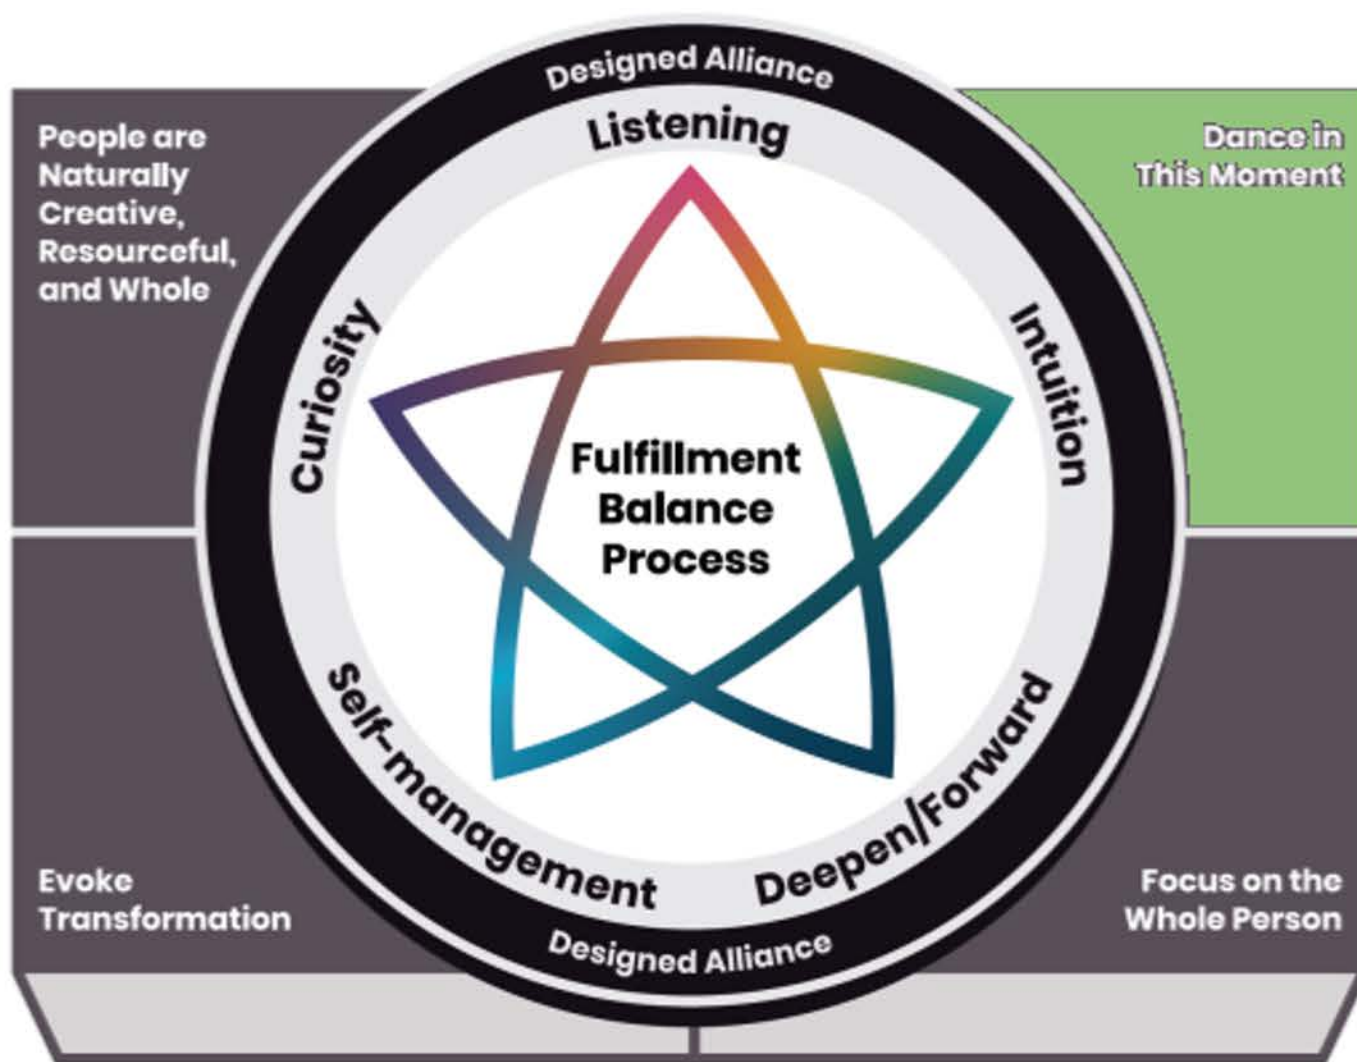 Designed Alliance
Listening
People are
Naturally
Creative,
Resourceful,
and Whole
Dance in
This Moment
Curiosity
Intuition
Fulfillment
Balance
Process
Self-management
Deepen/Forward
Evoke
Transformation
Focus on the
Whole Person
Designed Alliance